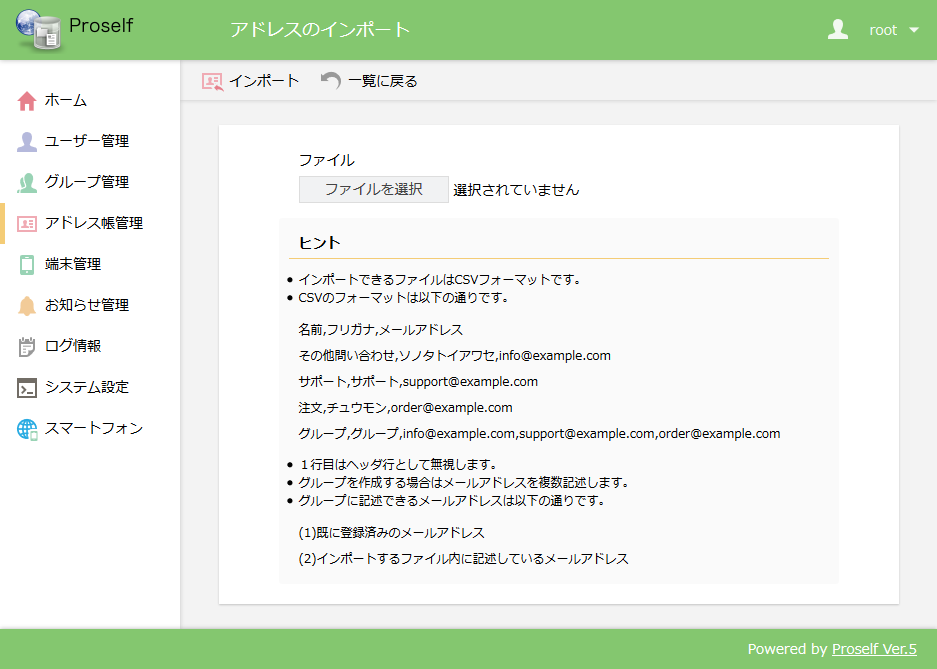 Proself
アドレスのインポート
root
インポート 一覧に戻る
ホーム
ユーザー管理
グループ管理
アドレス帳管理
端末管理
お知らせ管理
ログ情報
システム設定
スマートフォン
ファイル
ファイルを選択 選択されていません
ヒント
• インポートできるファイルはCSVフォーマットです。
• CSVのフォーマットは以下の通りです。
名前,フリガナ,メールアドレス
その他問い合わせ,ソノタトイアワセ,info@example.com
サポート,サポート,support@example.com
注文,チュウモン,order@example.com
グループ,グループ,info@example.com,support@example.com,order@example.com
• １行目はヘッダ行として無視します。
• グループを作成する場合はメールアドレスを複数記述します。
• グループに記述できるメールアドレスは以下の通りです。
(1)既に登録済みのメールアドレス
(2)インポートするファイル内に記述しているメールアドレス
Powered by Proself Ver.5